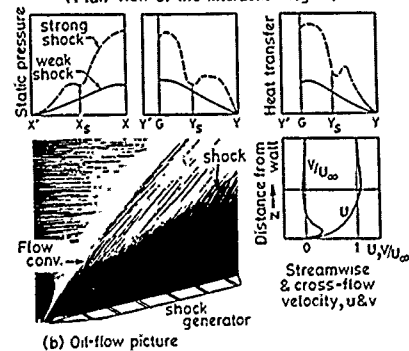 Static pressure
strong shock
weak shock
X' Xs X
Y' G Ys Y
Heat transfer
Y' G Ys Y
shock
Flow conv.
shock generator
Distance from wall
z
V/U∞
U
0 1 U,V/U∞
Streamwise & cross-flow velocity, u&v
(b) Oil-flow picture